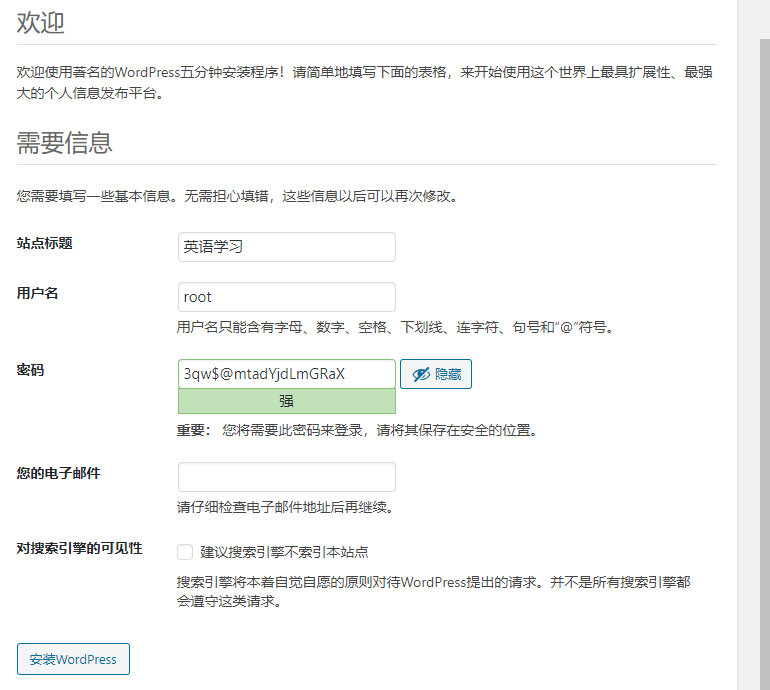 欢迎
欢迎使用著名的WordPress五分钟安装程序！请简单地填写下面的表格，来开始使用这个世界上最具扩展性、最强
大的个人信息发布平台。
需要信息
您需要填写一些基本信息。无需担心填错，这些信息以后可以再次修改。
站点标题 英语学习
用户名 root
用户名只能含有字母、数字、空格、下划线、连字符、句号和“@”符号。
密码 3qw$@mtadYjdLmGRaX 隐藏
强
重要： 您将需要此密码来登录，请将其保存在安全的位置。
您的电子邮件
请仔细检查电子邮件地址后再继续。
对搜索引擎的可见性 建议搜索引擎不索引本站点
搜索引擎将本着自觉自愿的原则对待WordPress提出的请求。并不是所有搜索引擎都
会遵守这类请求。
安装WordPress